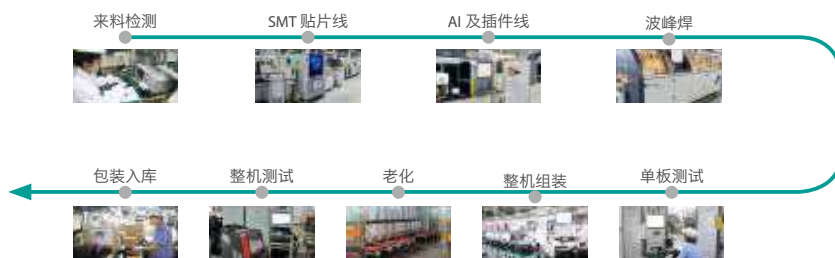 来料检测
SMT 贴片线
AI 及插件线
波峰焊
包装入库
整机测试
老化
整机组装
单板测试